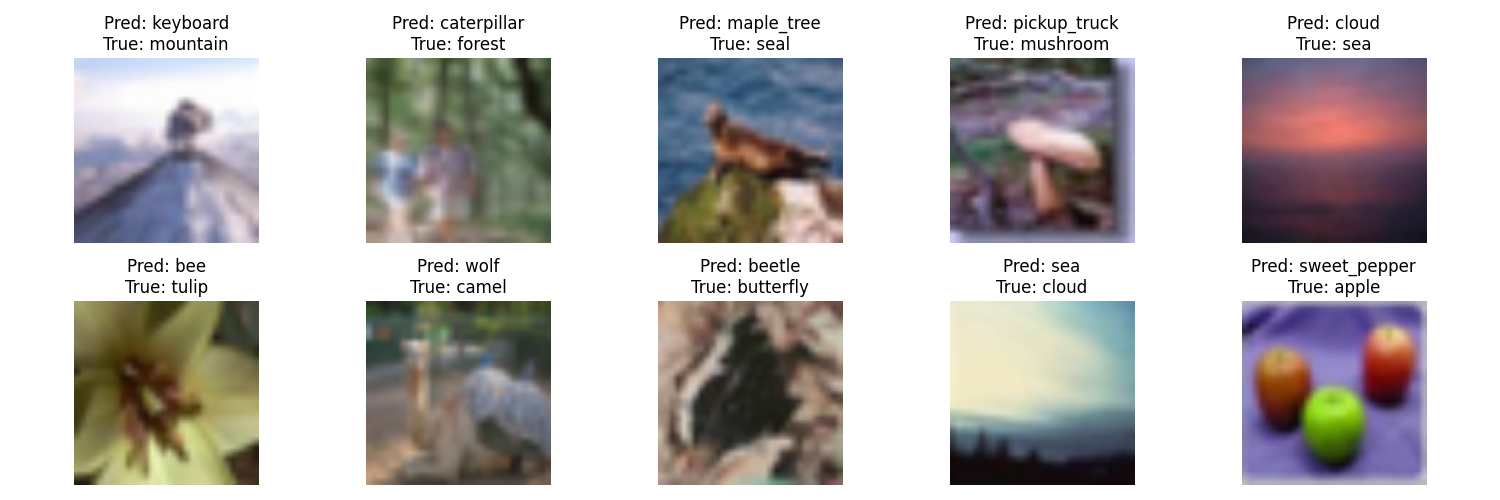 Pred: keyboard
True: mountain
Pred: caterpillar
True: forest
Pred: maple_tree
True: seal
Pred: pickup_truck
True: mushroom
Pred: cloud
True: sea
Pred: bee
True: tulip
Pred: wolf
True: camel
Pred: beetle
True: butterfly
Pred: sea
True: cloud
Pred: sweet_pepper
True: apple